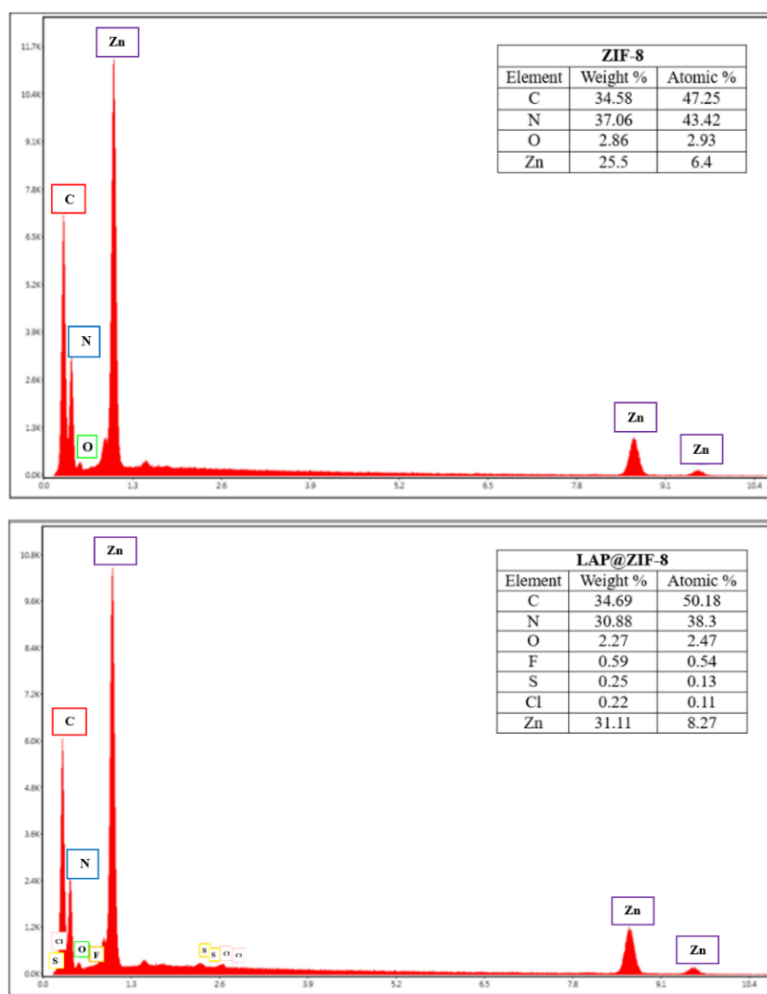 Zn
11.7K
10.4K
9.1K
7.8K
6.5K
5.2K
3.9K
2.6K
1.3K
0.0K
C
N
O
Zn
Zn
0.0 1.3 2.6 3.9 5.2 6.5 7.8 9.1 10.4
ZIF-8
Element Weight % Atomic %
C 34.58 47.25
N 37.06 43.42
O 2.86 2.93
Zn 25.5 6.4
Zn
10.8K
9.6K
8.4K
7.2K
6.0K
4.8K
3.6K
2.4K
1.2K
0.0K
C
N
Cl
S
O
F
S
S
Cl
Cl
Zn
Zn
0.0 1.3 2.6 3.9 5.2 6.5 7.8 9.1 10.4
LAP@ZIF-8
Element Weight % Atomic %
C 34.69 50.18
N 30.88 38.3
O 2.27 2.47
F 0.59 0.54
S 0.25 0.13
Cl 0.22 0.11
Zn 31.11 8.27